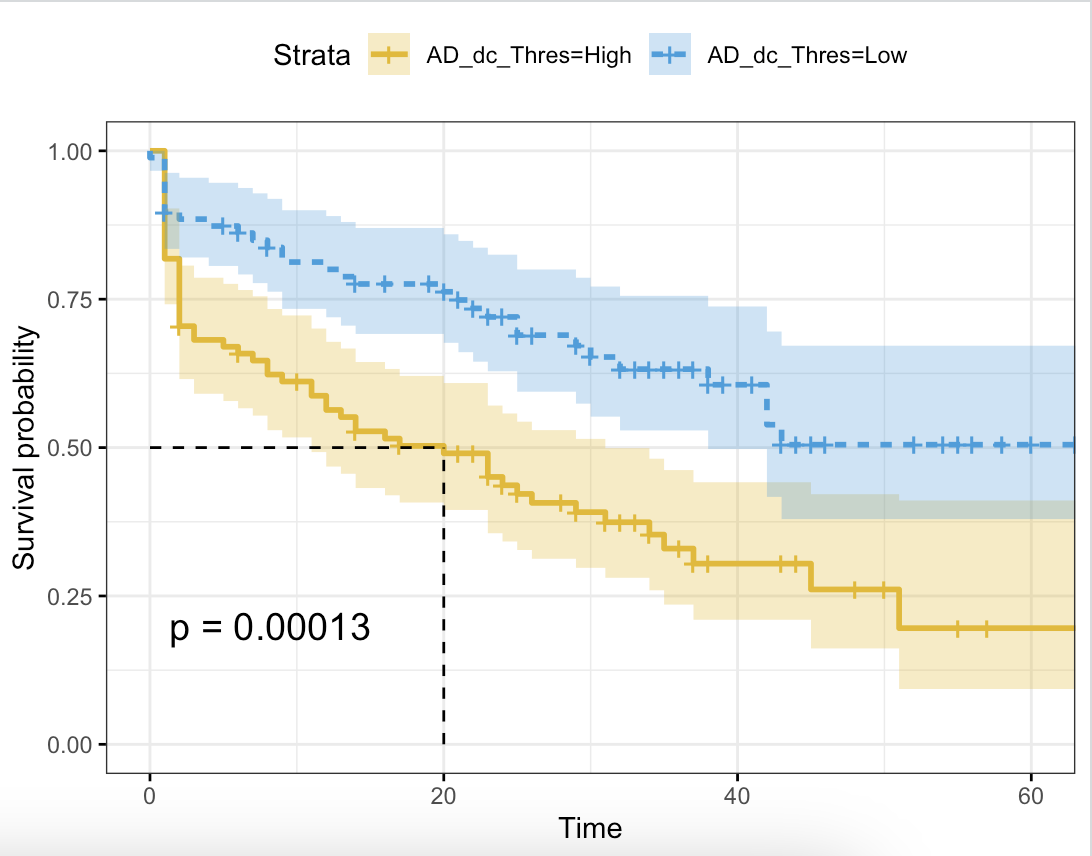 Strata AD_dc_Thres=High AD_dc_Thres=Low
1.00
0.75
0.50
0.25
0.00
Survival probability
p = 0.00013
0 20 40 60
Time